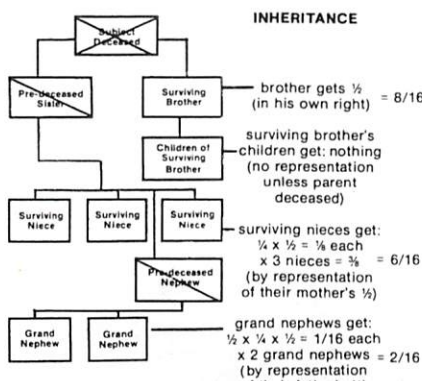 INHERITANCE
Subject
Deceased
Pre-deceased
Sister
Surviving
Brother
brother gets ½
(in his own right)
= 8/16
Children of
Surviving
Brother
surviving brother's
children get: nothing
(no representation
unless parent
deceased)
Surviving
Niece
Surviving
Niece
Surviving
Niece
surviving nieces get:
¼ x ½ = ⅛ each
x 3 nieces = ⅜
= 6/16
(by representation
of their mother's ½)
Pre-deceased
Nephew
Grand
Nephew
Grand
Nephew
grand nephews get:
½ x ¼ x ½ = 1/16 each
x 2 grand nephews
= 2/16
(by representation